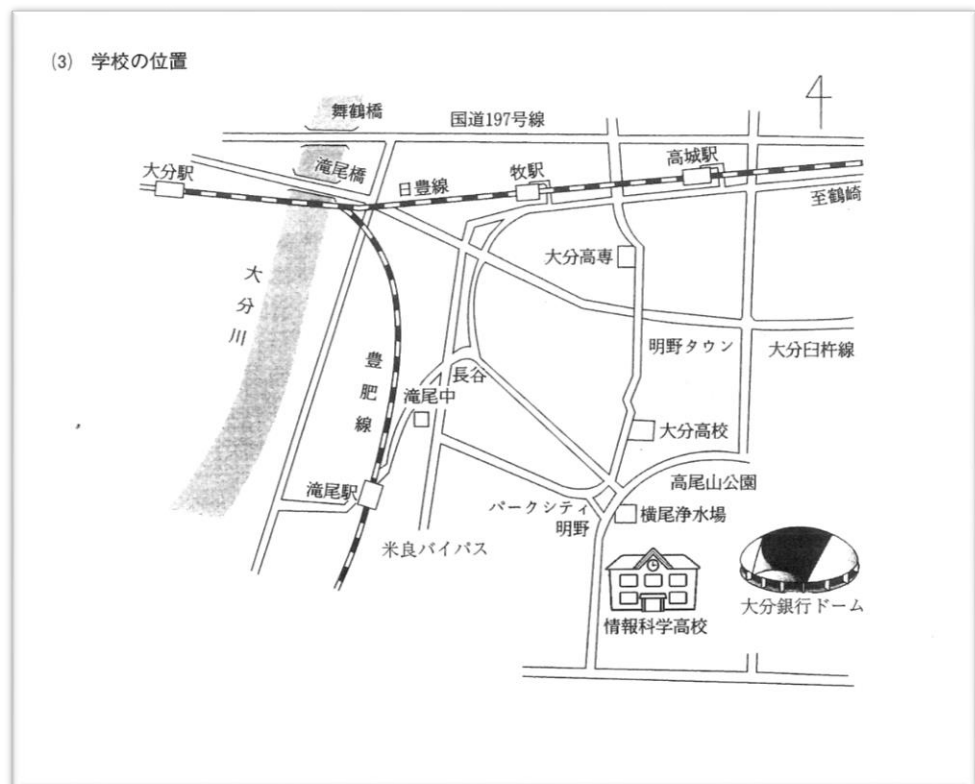 (3) 学校の位置
舞鶴橋
国道197号線
滝尾橋
大分駅
日豊線
牧駅
高城駅
至鶴崎
大分高専
大分川
豊肥線
明野タウン
大分臼杵線
長谷
滝尾中
大分高校
高尾山公園
滝尾駅
パークシティ
明野
横尾浄水場
米良バイパス
情報科学高校
大分銀行ドーム